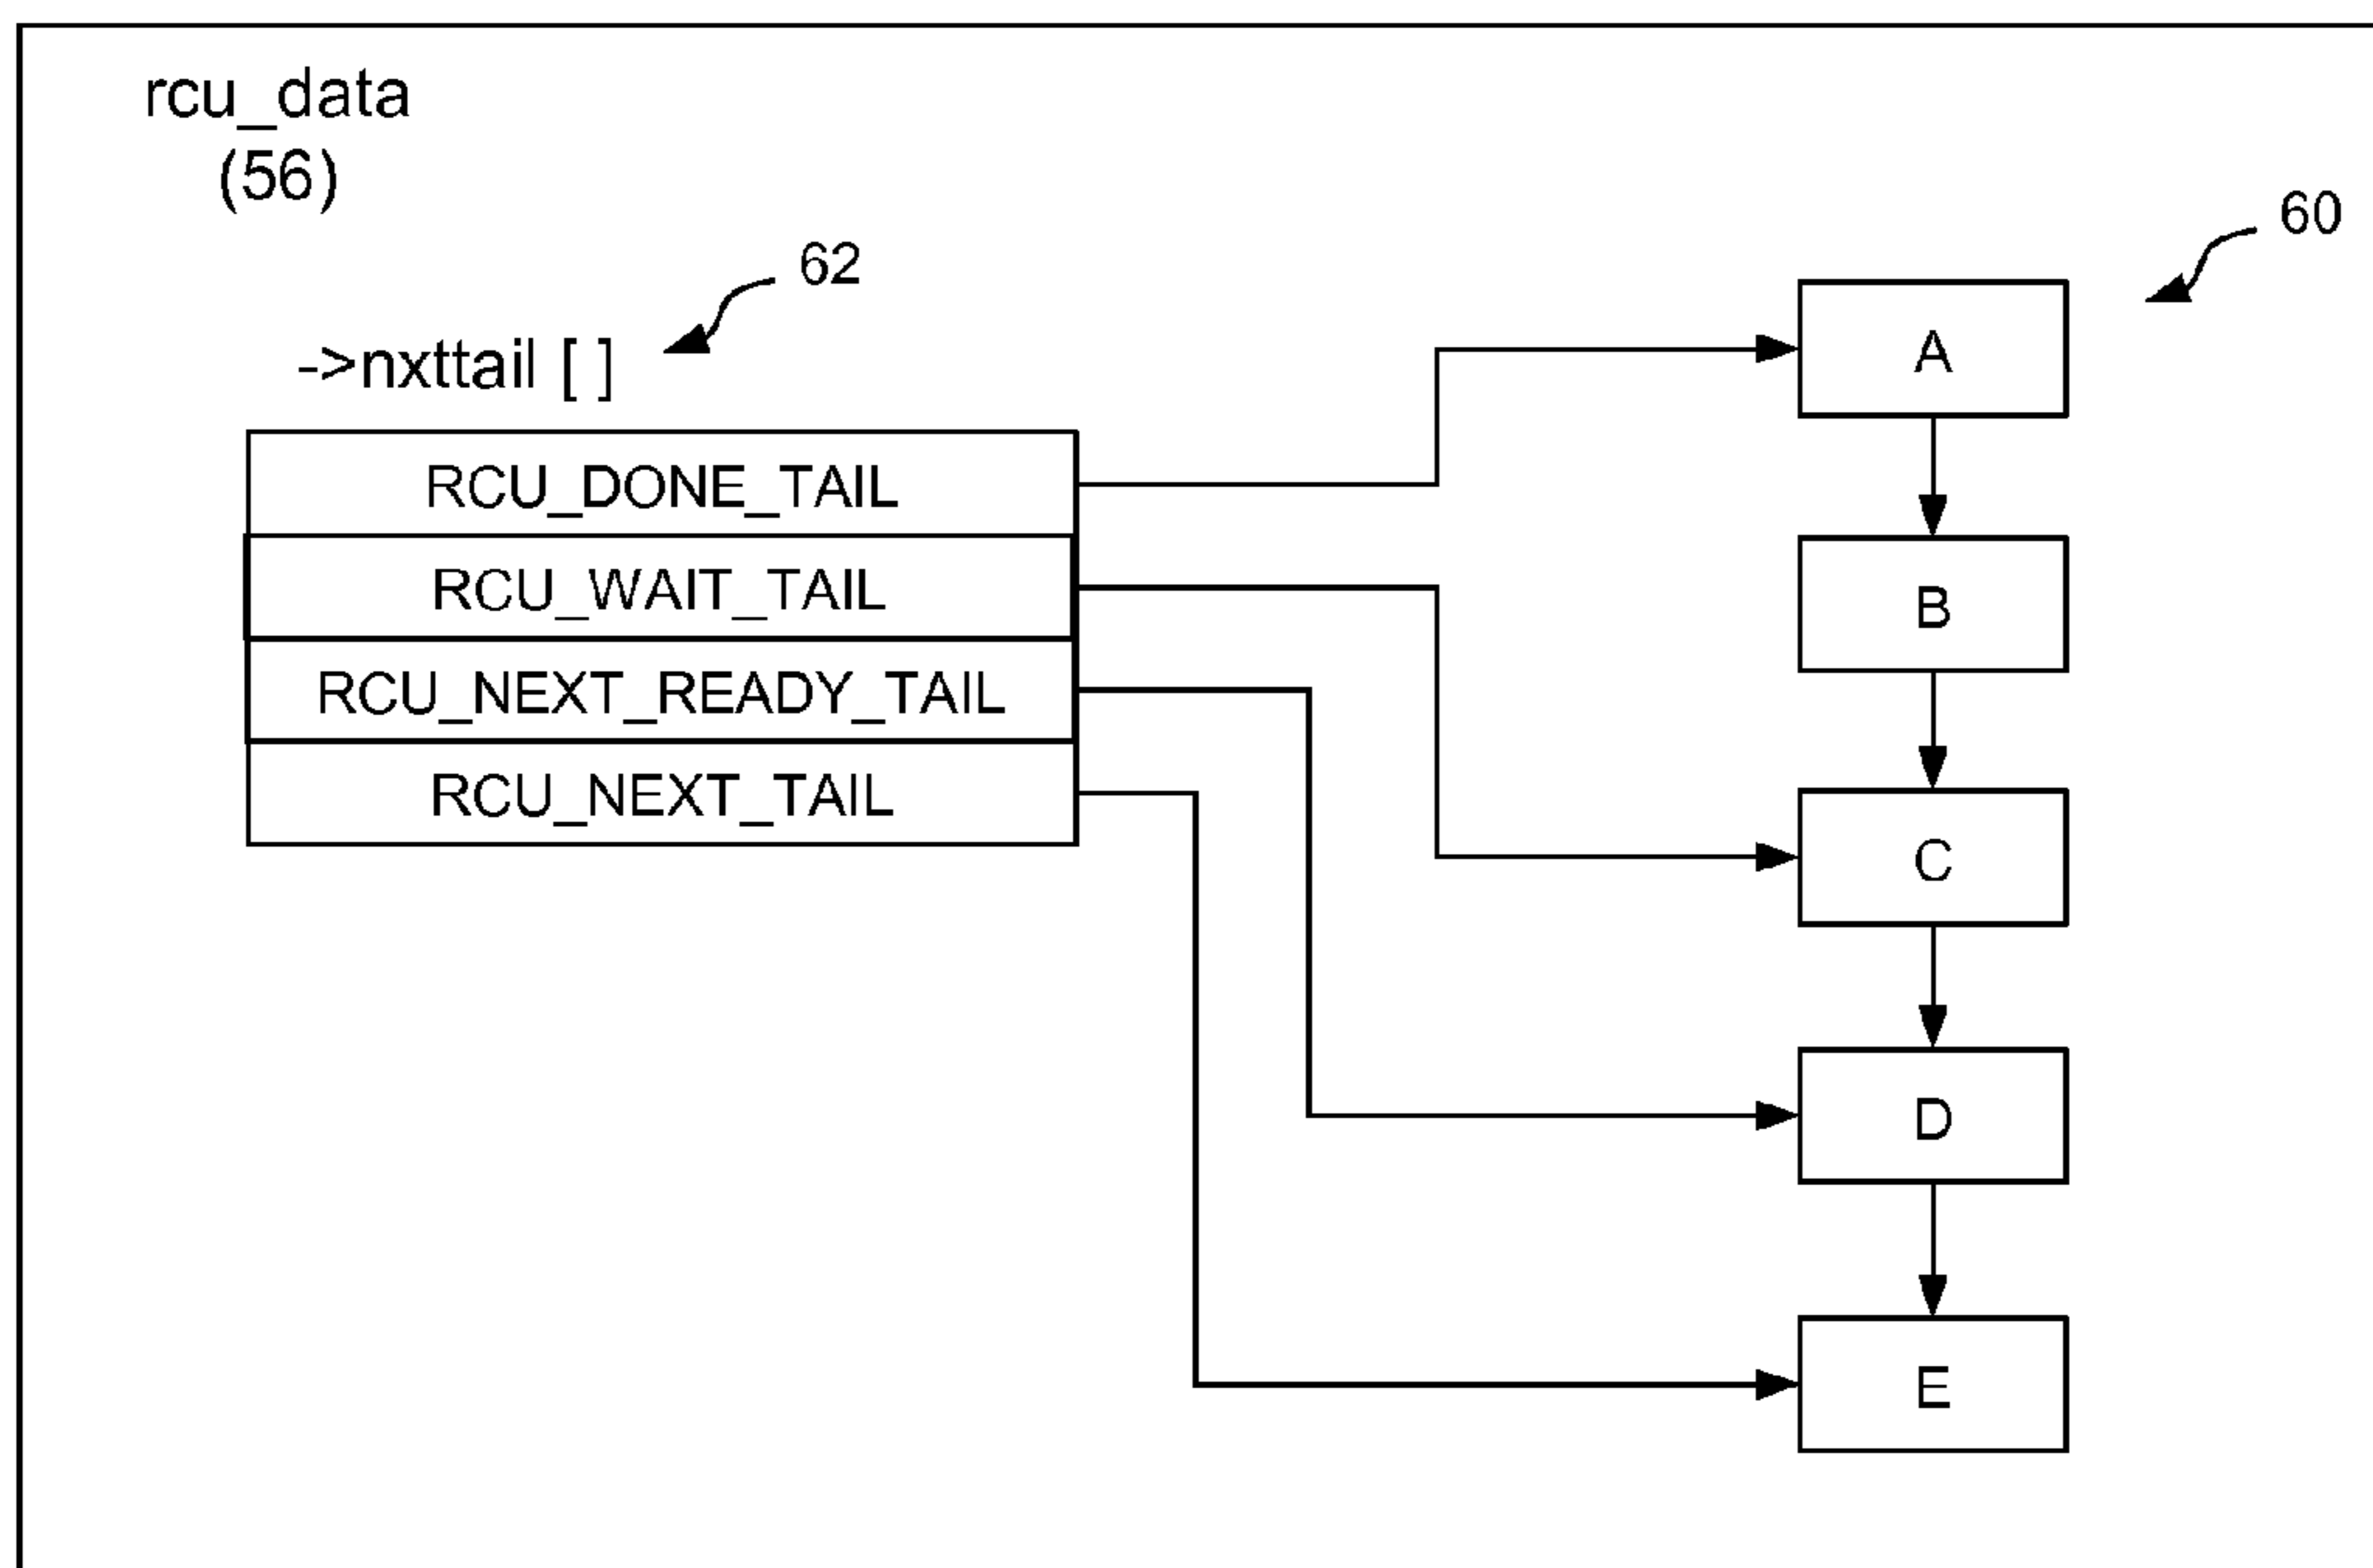 rcu_data
(56)
60
62
->nxttail [ ]
A
RCU_DONE_TAIL
RCU_WAIT_TAIL
B
RCU_NEXT_READY_TAIL
RCU_NEXT_TAIL
C
D
E